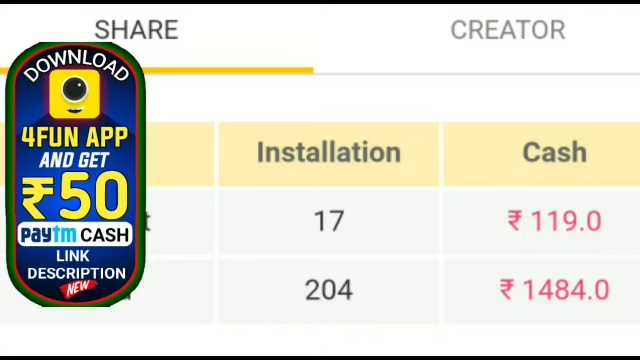 SHARE CREATOR
DOWNLOAD
4FUN APP
AND GET
₹50
Paytm CASH
LINK
DESCRIPTION
NEW
Installation Cash
17 ₹ 119.0
204 ₹ 1484.0